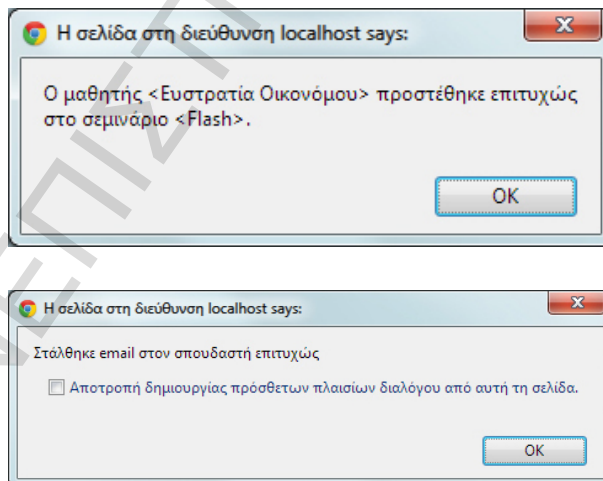 Η σελίδα στη διεύθυνση localhost says:
Ο μαθητής <Ευστρατία Οικονόμου> προστέθηκε επιτυχώς
στο σεμινάριο <Flash>.
OK
Η σελίδα στη διεύθυνση localhost says:
Στάλθηκε email στον σπουδαστή επιτυχώς
Αποτροπή δημιουργίας πρόσθετων πλαισίων διαλόγου από αυτή τη σελίδα.
OK